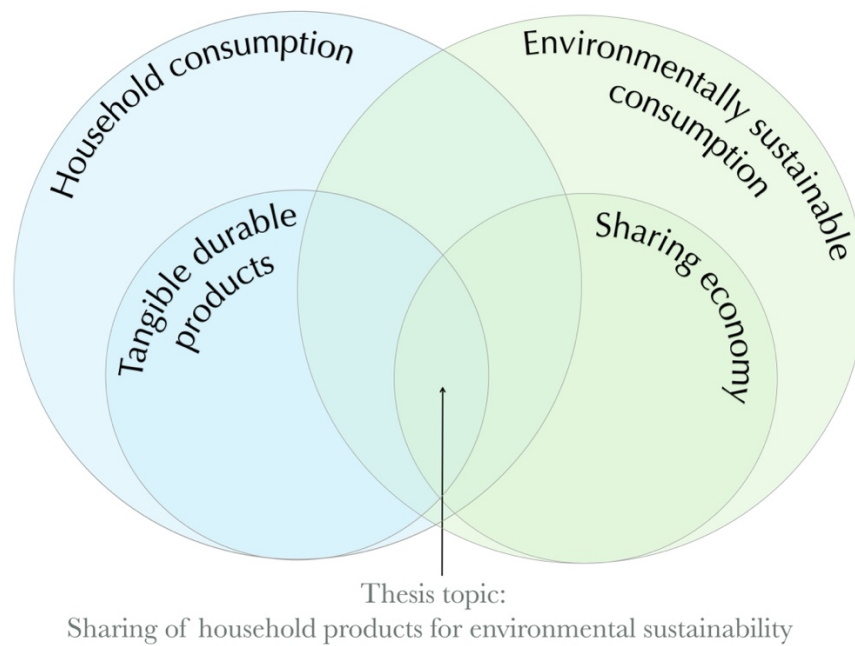 Household consumption
Environmentally sustainable
consumption
Tangible durable
products
Sharing economy
Thesis topic:
Sharing of household products for environmental sustainability